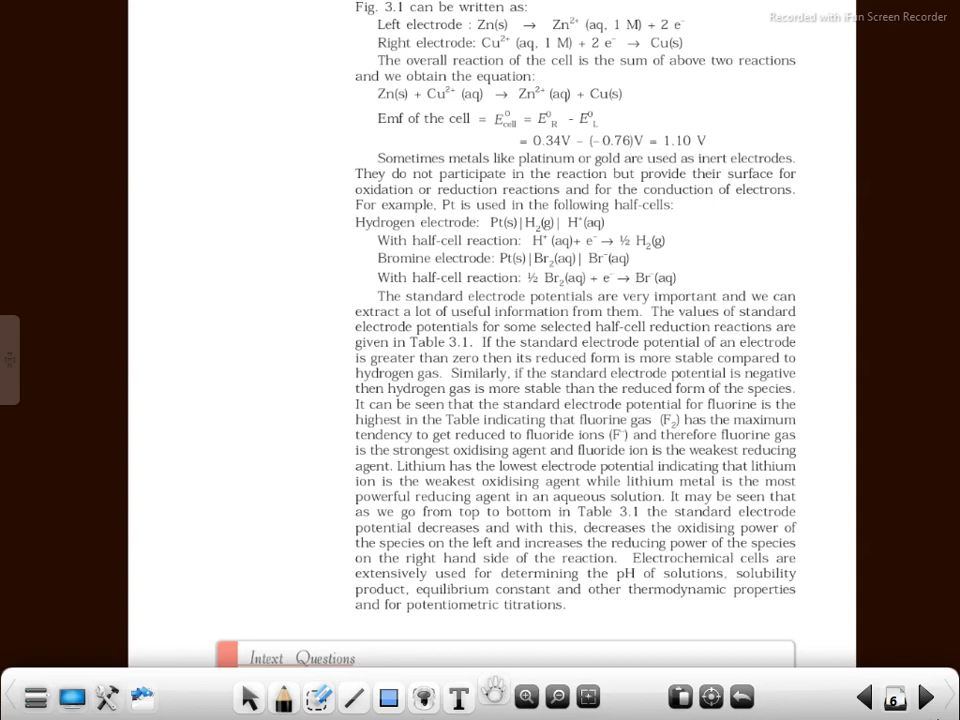 Recorded with iFun Screen Recorder
Fig. 3.1 can be written as:
Left electrode : Zn(s) → Zn²⁺ (aq, 1 M) + 2 e⁻
Right electrode: Cu²⁺ (aq, 1 M) + 2 e⁻ → Cu(s)
The overall reaction of the cell is the sum of above two reactions
and we obtain the equation:
Zn(s) + Cu²⁺ (aq) → Zn²⁺ (aq) + Cu(s)
Emf of the cell = E⁰cell = E⁰R - E⁰L
= 0.34V – (– 0.76)V = 1.10 V
Sometimes metals like platinum or gold are used as inert electrodes.
They do not participate in the reaction but provide their surface for
oxidation or reduction reactions and for the conduction of electrons.
For example, Pt is used in the following half-cells:
Hydrogen electrode: Pt(s)|H₂(g)| H⁺(aq)
With half-cell reaction: H⁺ (aq)+ e⁻ → ½ H₂(g)
Bromine electrode: Pt(s)|Br₂(aq)| Br⁻(aq)
With half-cell reaction: ½ Br₂(aq) + e⁻ → Br⁻(aq)
The standard electrode potentials are very important and we can
extract a lot of useful information from them. The values of standard
electrode potentials for some selected half-cell reduction reactions are
given in Table 3.1. If the standard electrode potential of an electrode
is greater than zero then its reduced form is more stable compared to
hydrogen gas. Similarly, if the standard electrode potential is negative
then hydrogen gas is more stable than the reduced form of the species.
It can be seen that the standard electrode potential for fluorine is the
highest in the Table indicating that fluorine gas (F₂) has the maximum
tendency to get reduced to fluoride ions (F⁻) and therefore fluorine gas
is the strongest oxidising agent and fluoride ion is the weakest reducing
agent. Lithium has the lowest electrode potential indicating that lithium
ion is the weakest oxidising agent while lithium metal is the most
powerful reducing agent in an aqueous solution. It may be seen that
as we go from top to bottom in Table 3.1 the standard electrode
potential decreases and with this, decreases the oxidising power of
the species on the left and increases the reducing power of the species
on the right hand side of the reaction. Electrochemical cells are
extensively used for determining the pH of solutions, solubility
product, equilibrium constant and other thermodynamic properties
and for potentiometric titrations.
Intext Questions
T
6